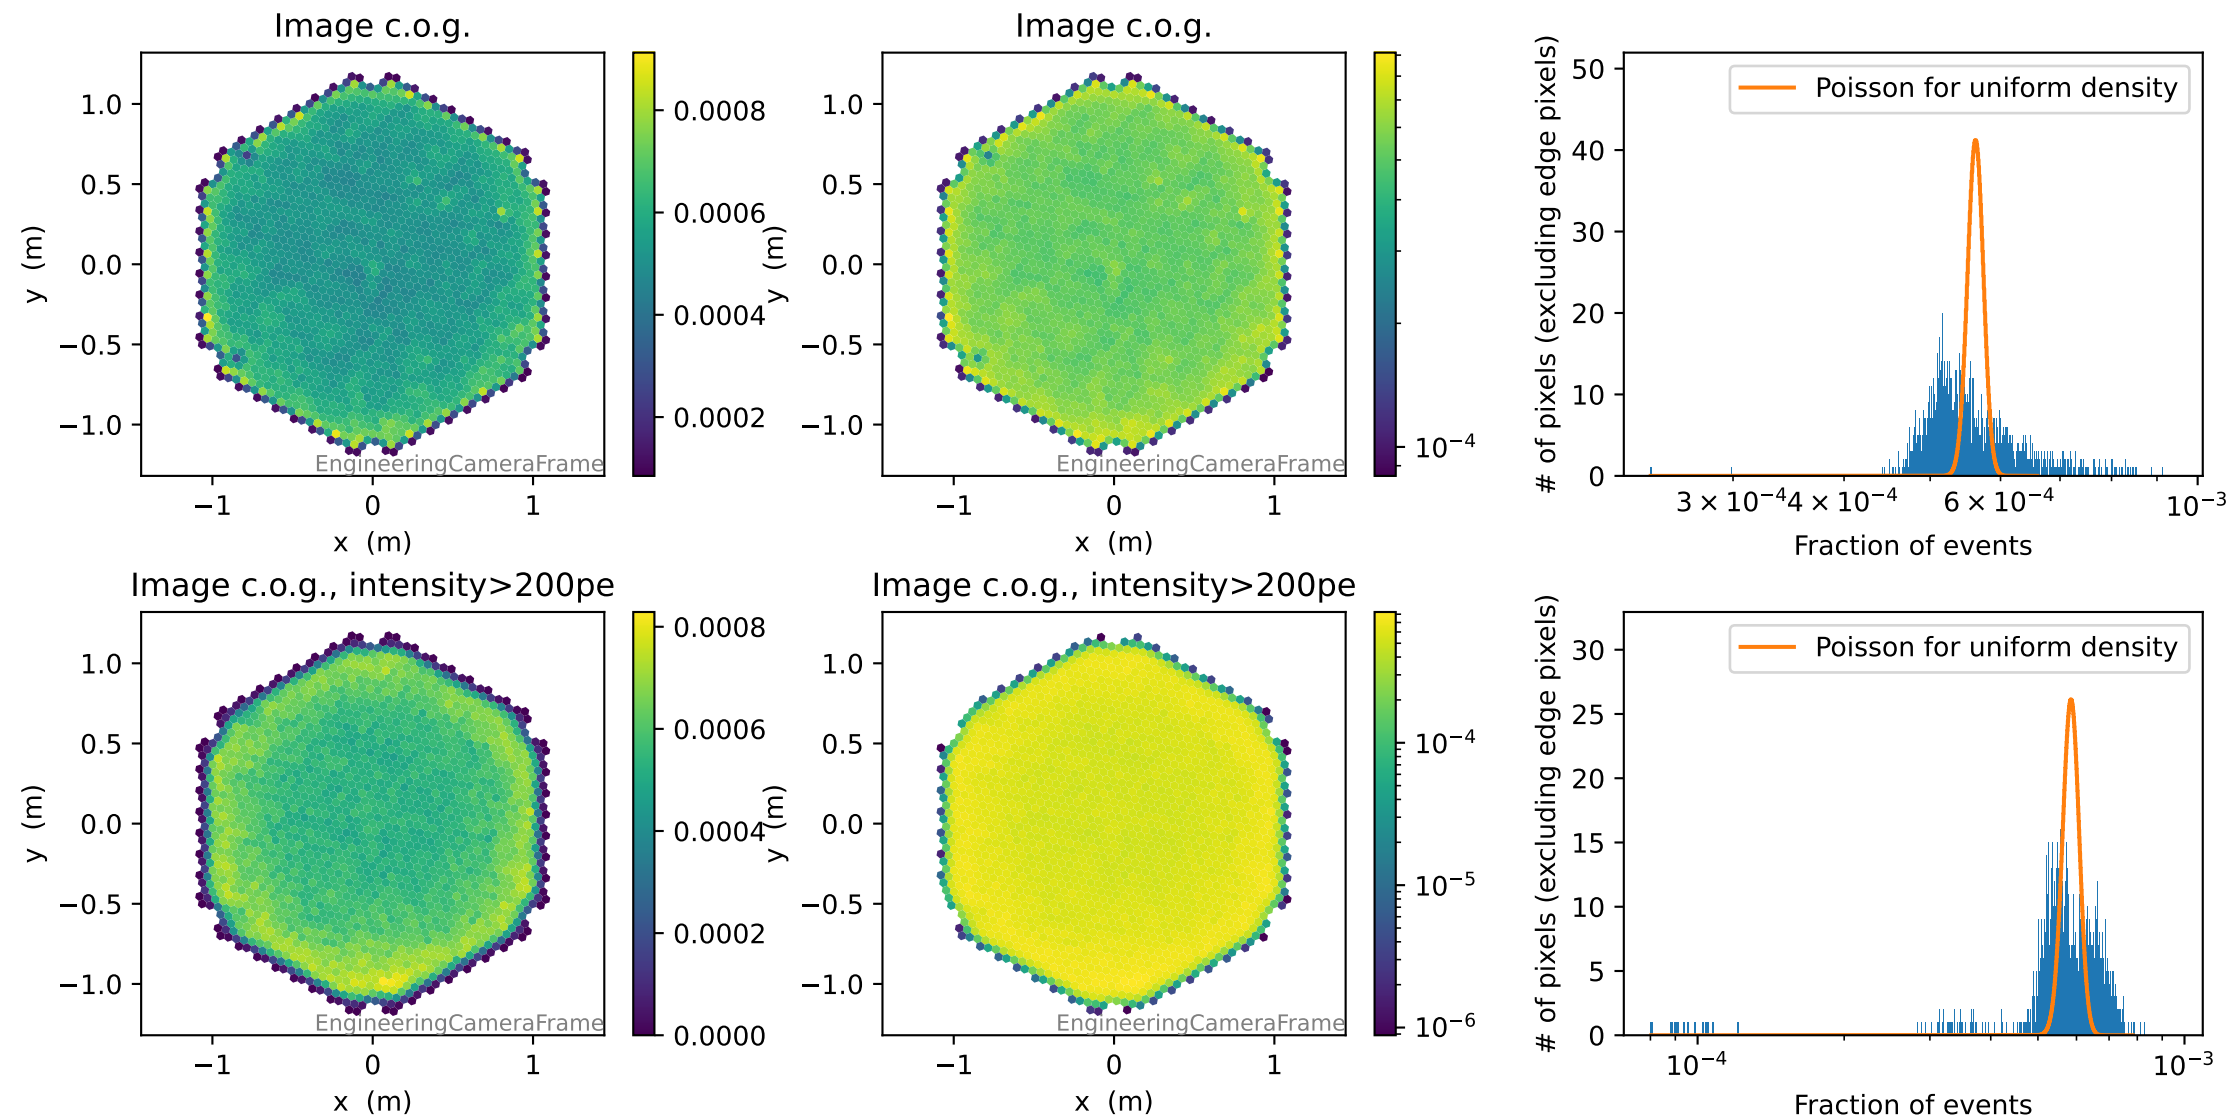 Image c.o.g.
y (m)
1.0
0.5
0.0
−0.5
−1.0
−1
0
1
x (m)
EngineeringCameraFrame
0.0008
0.0006
0.0004
0.0002
Image c.o.g.
y (m)
1.0
0.5
0.0
−0.5
−1.0
−1
0
1
x (m)
EngineeringCameraFrame
10⁻⁴
# of pixels (excluding edge pixels)
50
40
30
20
10
0
Poisson for uniform density
3 × 10⁻⁴
4 × 10⁻⁴
6 × 10⁻⁴
10⁻³
Fraction of events
Image c.o.g., intensity>200pe
y (m)
1.0
0.5
0.0
−0.5
−1.0
−1
0
1
x (m)
EngineeringCameraFrame
0.0008
0.0006
0.0004
0.0002
0.0000
Image c.o.g., intensity>200pe
y (m)
1.0
0.5
0.0
−0.5
−1.0
−1
0
1
x (m)
EngineeringCameraFrame
10⁻⁴
10⁻⁵
10⁻⁶
# of pixels (excluding edge pixels)
30
25
20
15
10
5
0
Poisson for uniform density
10⁻⁴
10⁻³
Fraction of events